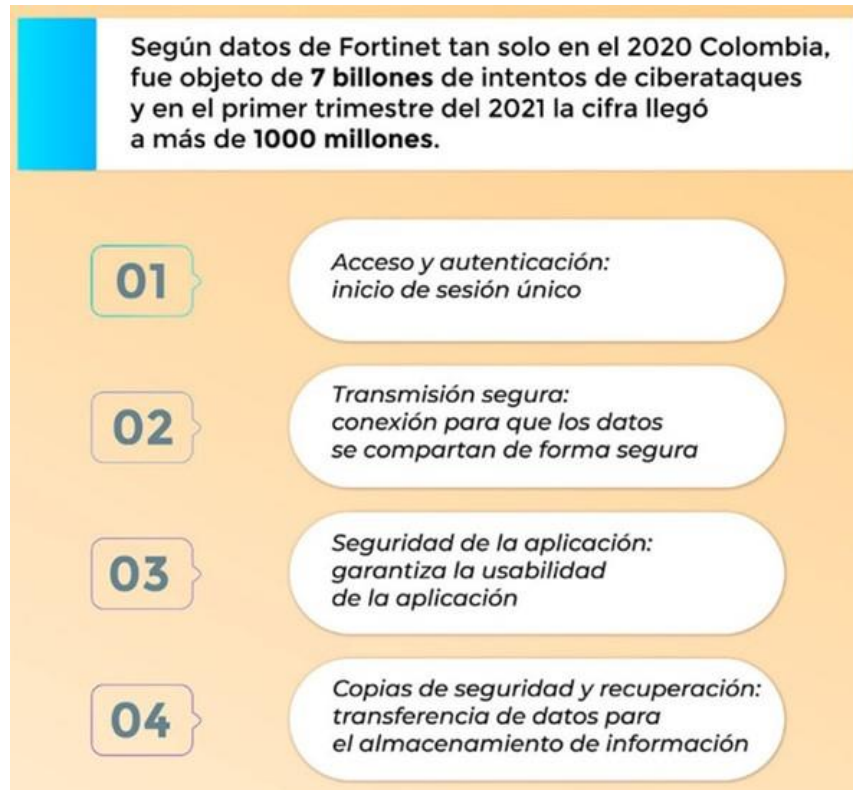 Según datos de Fortinet tan solo en el 2020 Colombia,
fue objeto de 7 billones de intentos de ciberataques
y en el primer trimestre del 2021 la cifra llegó
a más de 1000 millones.
01
Acceso y autenticación:
inicio de sesión único
02
Transmisión segura:
conexión para que los datos
se compartan de forma segura
03
Seguridad de la aplicación:
garantiza la usabilidad
de la aplicación
04
Copias de seguridad y recuperación:
transferencia de datos para
el almacenamiento de información